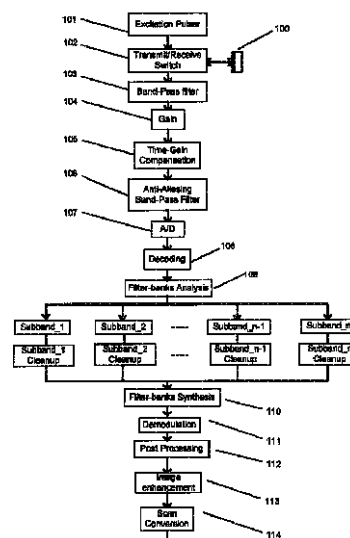 101
Excitation Pulser
100
102
Transmit/Receive
Switch
103
Band-Pass filter
104
Gain
105
Time-Gain
Compensation
106
Anti-Aliasing
Band-Pass Filter
107
A/D
Decoding
108
Filter-banks Analysis
109
Subband_1
Subband_2
Subband_n-1
Subband_n
Subband_1
Cleanup
Subband_2
Cleanup
Subband_n-1
Cleanup
Subband_n
Cleanup
Filter-banks Synthesis
110
Demodulation
111
Post Processing
112
Image
enhancement
113
Scan
Conversion
114